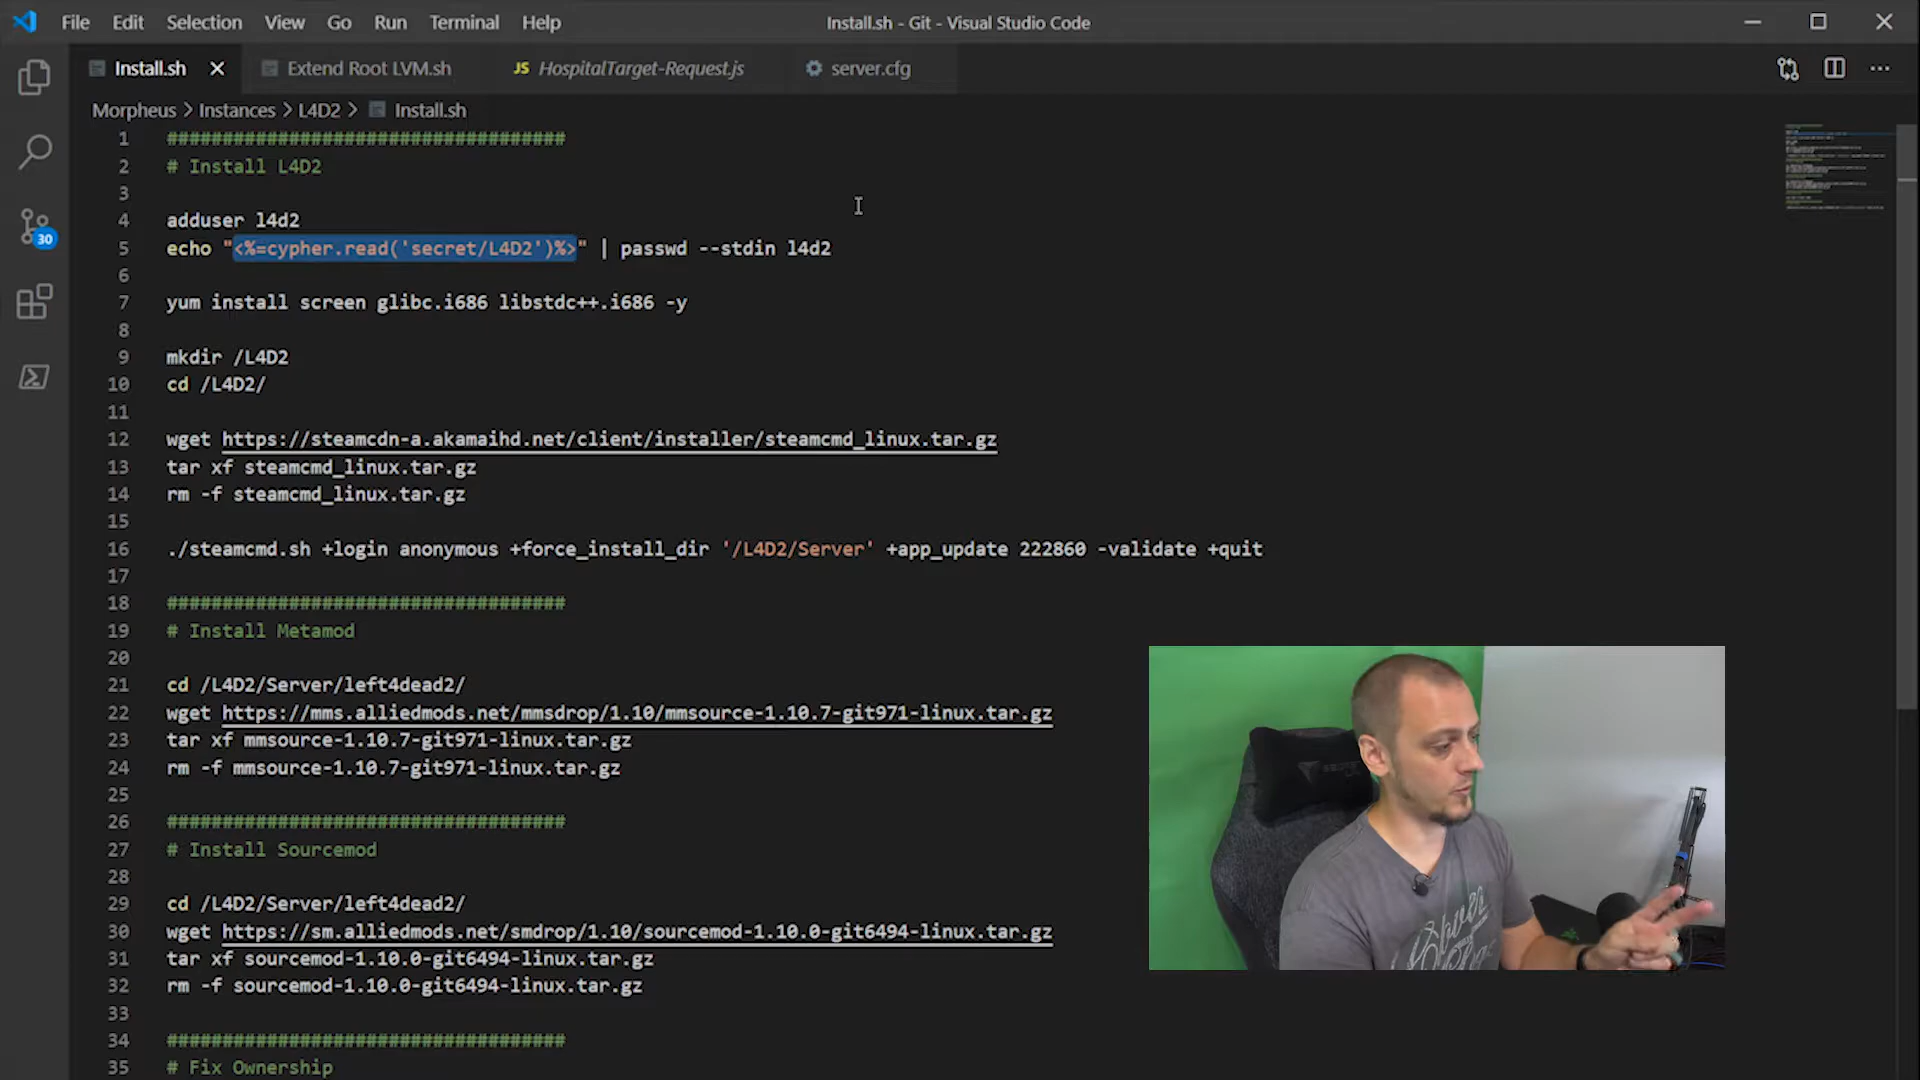 File Edit Selection View Go Run Terminal Help Install.sh - Git - Visual Studio Code
Install.sh Extend Root LVM.sh JS HospitalTarget-Request.js server.cfg
Morpheus > Instances > L4D2 > Install.sh
1 ####################################
2 # Install L4D2
3
4 adduser l4d2
5 echo "<%=cypher.read('secret/L4D2')%>" | passwd --stdin l4d2
6
7 yum install screen glibc.i686 libstdc++.i686 -y
8
9 mkdir /L4D2
10 cd /L4D2/
11
12 wget https://steamcdn-a.akamaihd.net/client/installer/steamcmd_linux.tar.gz
13 tar xf steamcmd_linux.tar.gz
14 rm -f steamcmd_linux.tar.gz
15
16 ./steamcmd.sh +login anonymous +force_install_dir '/L4D2/Server' +app_update 222860 -validate +quit
17
18 ####################################
19 # Install Metamod
20
21 cd /L4D2/Server/left4dead2/
22 wget https://mms.alliedmods.net/mmsdrop/1.10/mmsource-1.10.7-git971-linux.tar.gz
23 tar xf mmsource-1.10.7-git971-linux.tar.gz
24 rm -f mmsource-1.10.7-git971-linux.tar.gz
25
26 ####################################
27 # Install Sourcemod
28
29 cd /L4D2/Server/left4dead2/
30 wget https://sm.alliedmods.net/smdrop/1.10/sourcemod-1.10.0-git6494-linux.tar.gz
31 tar xf sourcemod-1.10.0-git6494-linux.tar.gz
32 rm -f sourcemod-1.10.0-git6494-linux.tar.gz
33
34 ####################################
35 # Fix Ownership
30